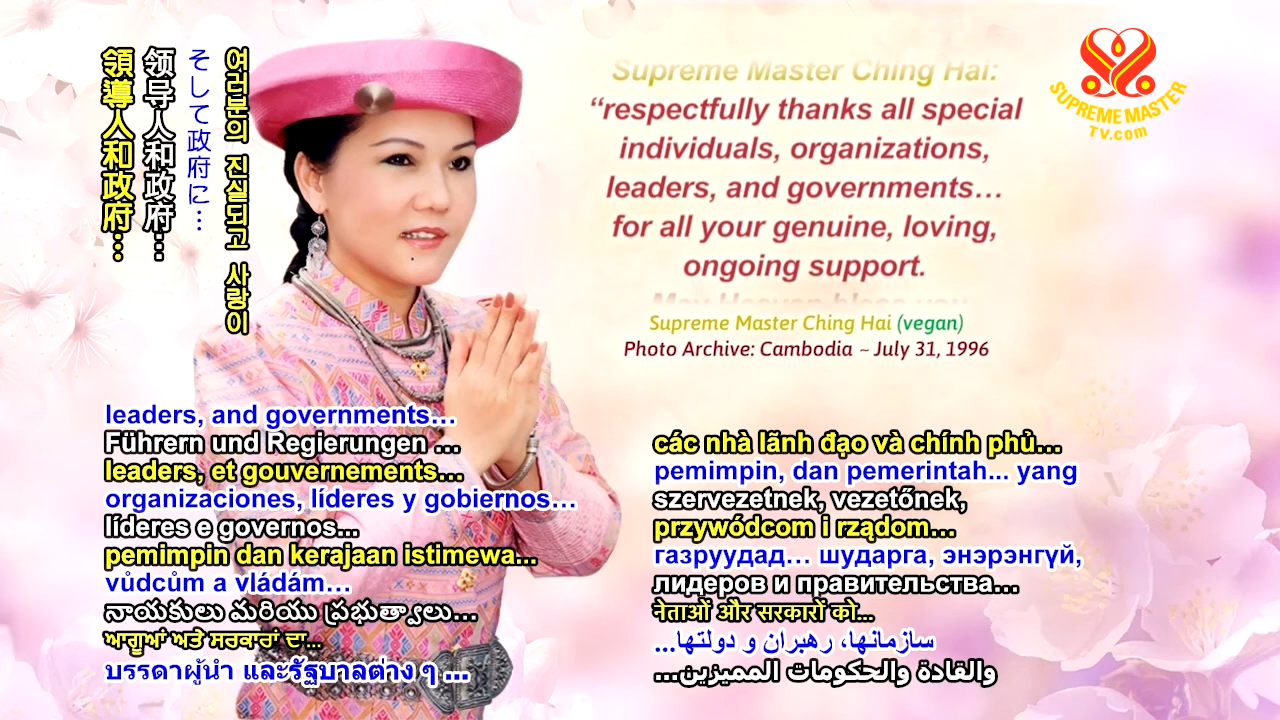 領導人和政府…
领导人和政府…
そして政府に…
여러분의 진실되고 사랑이
Supreme Master Ching Hai:
“respectfully thanks all special
individuals, organizations,
leaders, and governments…
for all your genuine, loving,
ongoing support.
May Heaven bless you
Supreme Master Ching Hai (vegan)
Photo Archive: Cambodia ~ July 31, 1996
SUPREME MASTER
TV.com
leaders, and governments…
Führern und Regierungen …
leaders, et gouvernements…
organizaciones, líderes y gobiernos…
líderes e governos...
pemimpin dan kerajaan istimewa...
vůdcům a vládám…
నాయకులు మరియు ప్రభుత్వాలు…
ਆਗੂਆਂ ਅਤੇ ਸਰਕਾਰਾਂ ਦਾ...
บรรดาผู้นำ และรัฐบาลต่าง ๆ ...
các nhà lãnh đạo và chính phủ…
pemimpin, dan pemerintah... yang
szervezetnek, vezetőnek,
przywódcom i rządom…
газруудад… шударга, энэрэнгүй,
лидеров и правительства…
नेताओं और सरकारों को...
سازمانها، رهبران و دولتها...
والقادة والحكومات المميزين...